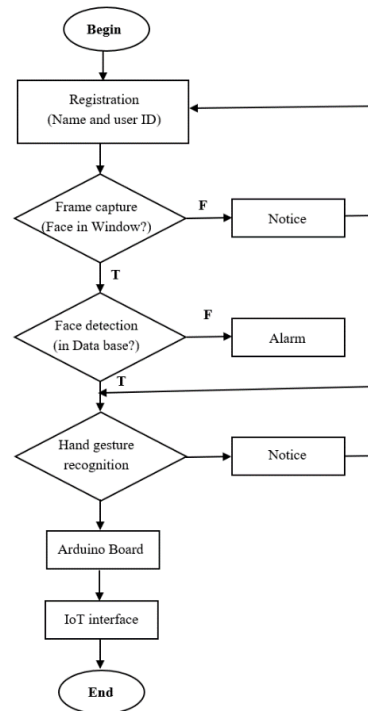 Begin
Registration
(Name and user ID)
Frame capture
(Face in Window?)
F
Notice
T
Face detection
(in Data base?)
F
Alarm
T
Hand gesture
recognition
Notice
Arduino Board
IoT interface
End